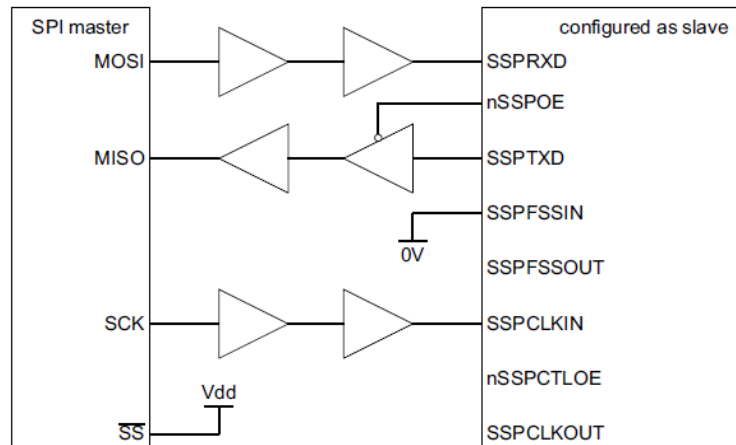 SPI master
configured as slave
MOSI
SSPRXD
nSSPOE
MISO
SSPTXD
SSPFSSIN
0V
SSPFSSOUT
SCK
SSPCLKIN
nSSPCTLOE
Vdd
SS
SSPCLKOUT